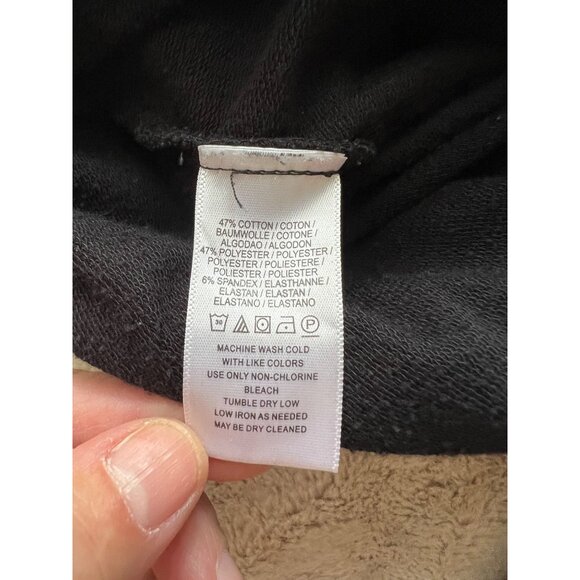 47% COTTON / COTON /
BAUMWOLLE / COTONE /
ALGODAO / ALGODON
47% POLYESTER / POLYESTER /
POLYESTER / POLIESTERE /
POLIESTER / POLIESTER
6% SPANDEX / ELASTHANNE /
ELASTAN / ELASTAN /
ELASTANO / ELASTANO
30 P
MACHINE WASH COLD
WITH LIKE COLORS
USE ONLY NON-CHLORINE
BLEACH
TUMBLE DRY LOW
LOW IRON AS NEEDED
MAY BE DRY CLEANED